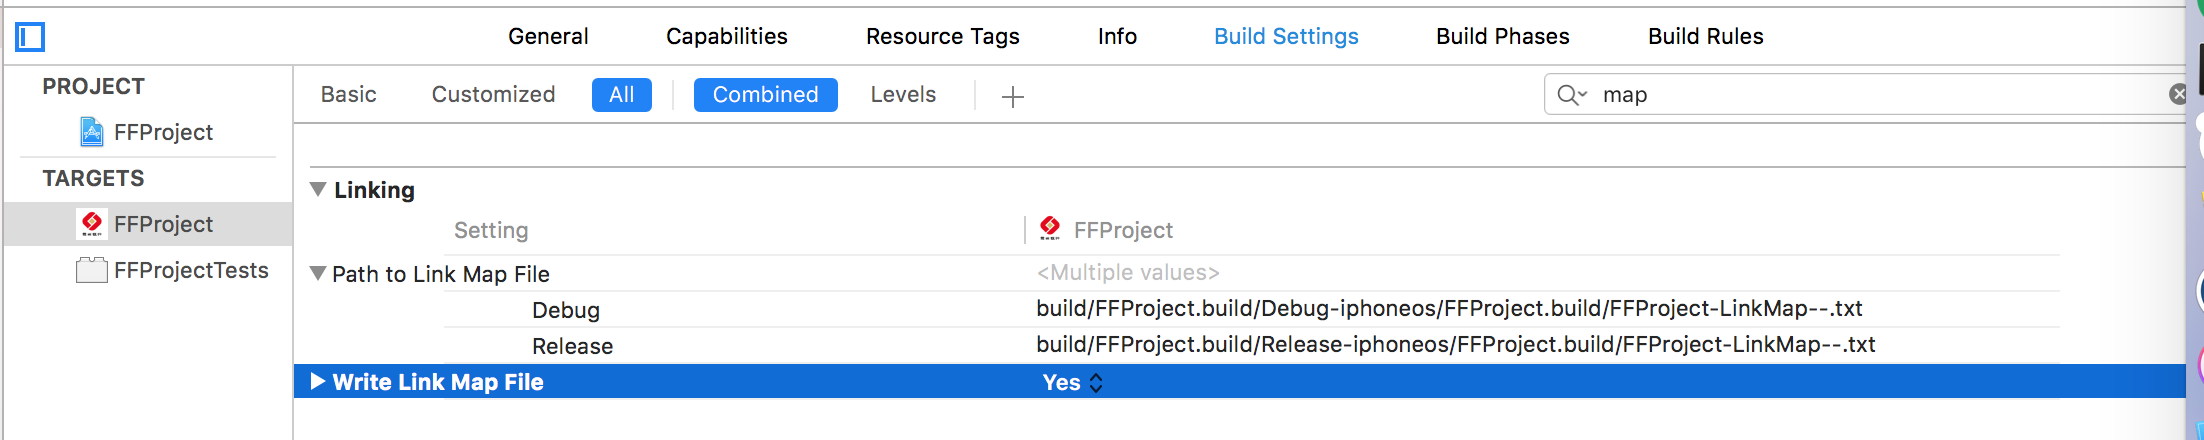 General Capabilities Resource Tags Info Build Settings Build Phases Build Rules
PROJECT
FFProject
TARGETS
FFProject
FFProjectTests
Basic Customized All Combined Levels
map
Linking
Setting FFProject
Path to Link Map File <Multiple values>
Debug build/FFProject.build/Debug-iphoneos/FFProject.build/FFProject-LinkMap--.txt
Release build/FFProject.build/Release-iphoneos/FFProject.build/FFProject-LinkMap--.txt
Write Link Map File Yes